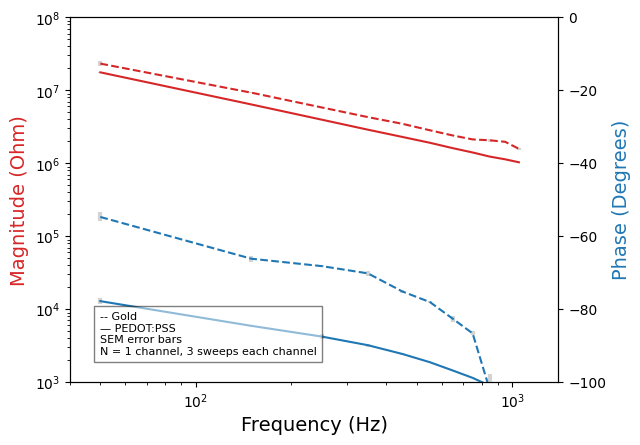 10^8
10^7
10^6
10^5
10^4
10^3
Magnitude (Ohm)
0
−20
−40
−60
−80
−100
Phase (Degrees)
-- Gold
— PEDOT:PSS
SEM error bars
N = 1 channel, 3 sweeps each channel
10^2
10^3
Frequency (Hz)